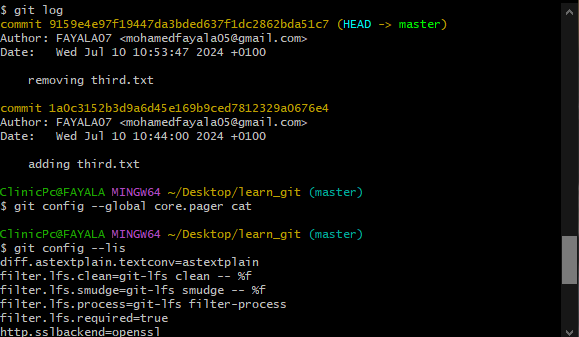 $ git log
commit 9159e4e97f19447da3bded637f1dc2862bda51c7 (HEAD -> master)
Author: FAYALA07 <mohamedfayala05@gmail.com>
Date:   Wed Jul 10 10:53:47 2024 +0100
    removing third.txt
commit 1a0c3152b3d9a6d45e169b9ced7812329a0676e4
Author: FAYALA07 <mohamedfayala05@gmail.com>
Date:   Wed Jul 10 10:44:00 2024 +0100
    adding third.txt
ClinicPc@FAYALA MINGW64 ~/Desktop/learn_git (master)
$ git config --global core.pager cat
ClinicPc@FAYALA MINGW64 ~/Desktop/learn_git (master)
$ git config --lis
diff.astextplain.textconv=astextplain
filter.lfs.clean=git-lfs clean -- %f
filter.lfs.smudge=git-lfs smudge -- %f
filter.lfs.process=git-lfs filter-process
filter.lfs.required=true
http.sslbackend=openssl